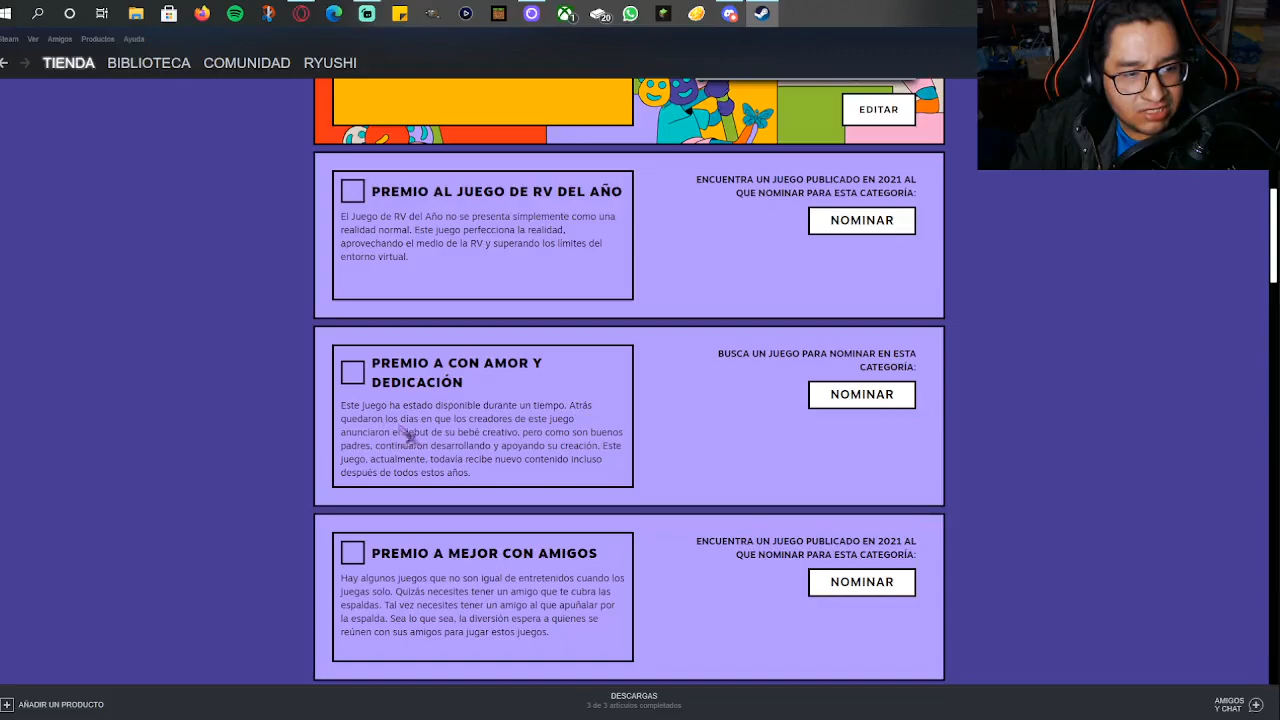 20
Steam Ver Amigos Productos Ayuda
TIENDA BIBLIOTECA COMUNIDAD RYUSHI
EDITAR
PREMIO AL JUEGO DE RV DEL AÑO
El Juego de RV del Año no se presenta simplemente como una
realidad normal. Este juego perfecciona la realidad,
aprovechando el medio de la RV y superando los límites del
entorno virtual.
ENCUENTRA UN JUEGO PUBLICADO EN 2021 AL
QUE NOMINAR PARA ESTA CATEGORÍA:
NOMINAR
PREMIO A CON AMOR Y
DEDICACIÓN
Este juego ha estado disponible durante un tiempo. Atrás
quedaron los días en que los creadores de este juego
anunciaron el debut de su bebé creativo, pero como son buenos
padres, continúan desarrollando y apoyando su creación. Este
juego, actualmente, todavía recibe nuevo contenido incluso
después de todos estos años.
BUSCA UN JUEGO PARA NOMINAR EN ESTA
CATEGORÍA:
NOMINAR
PREMIO A MEJOR CON AMIGOS
Hay algunos juegos que no son igual de entretenidos cuando los
juegas solo. Quizás necesites tener un amigo que te cubra las
espaldas. Tal vez necesites tener un amigo al que apuñalar por
la espalda. Sea lo que sea, la diversión espera a quienes se
reúnen con sus amigos para jugar estos juegos.
ENCUENTRA UN JUEGO PUBLICADO EN 2021 AL
QUE NOMINAR PARA ESTA CATEGORÍA:
NOMINAR
AÑADIR UN PRODUCTO
DESCARGAS
3 de 3 artículos completados
AMIGOS
Y CHAT